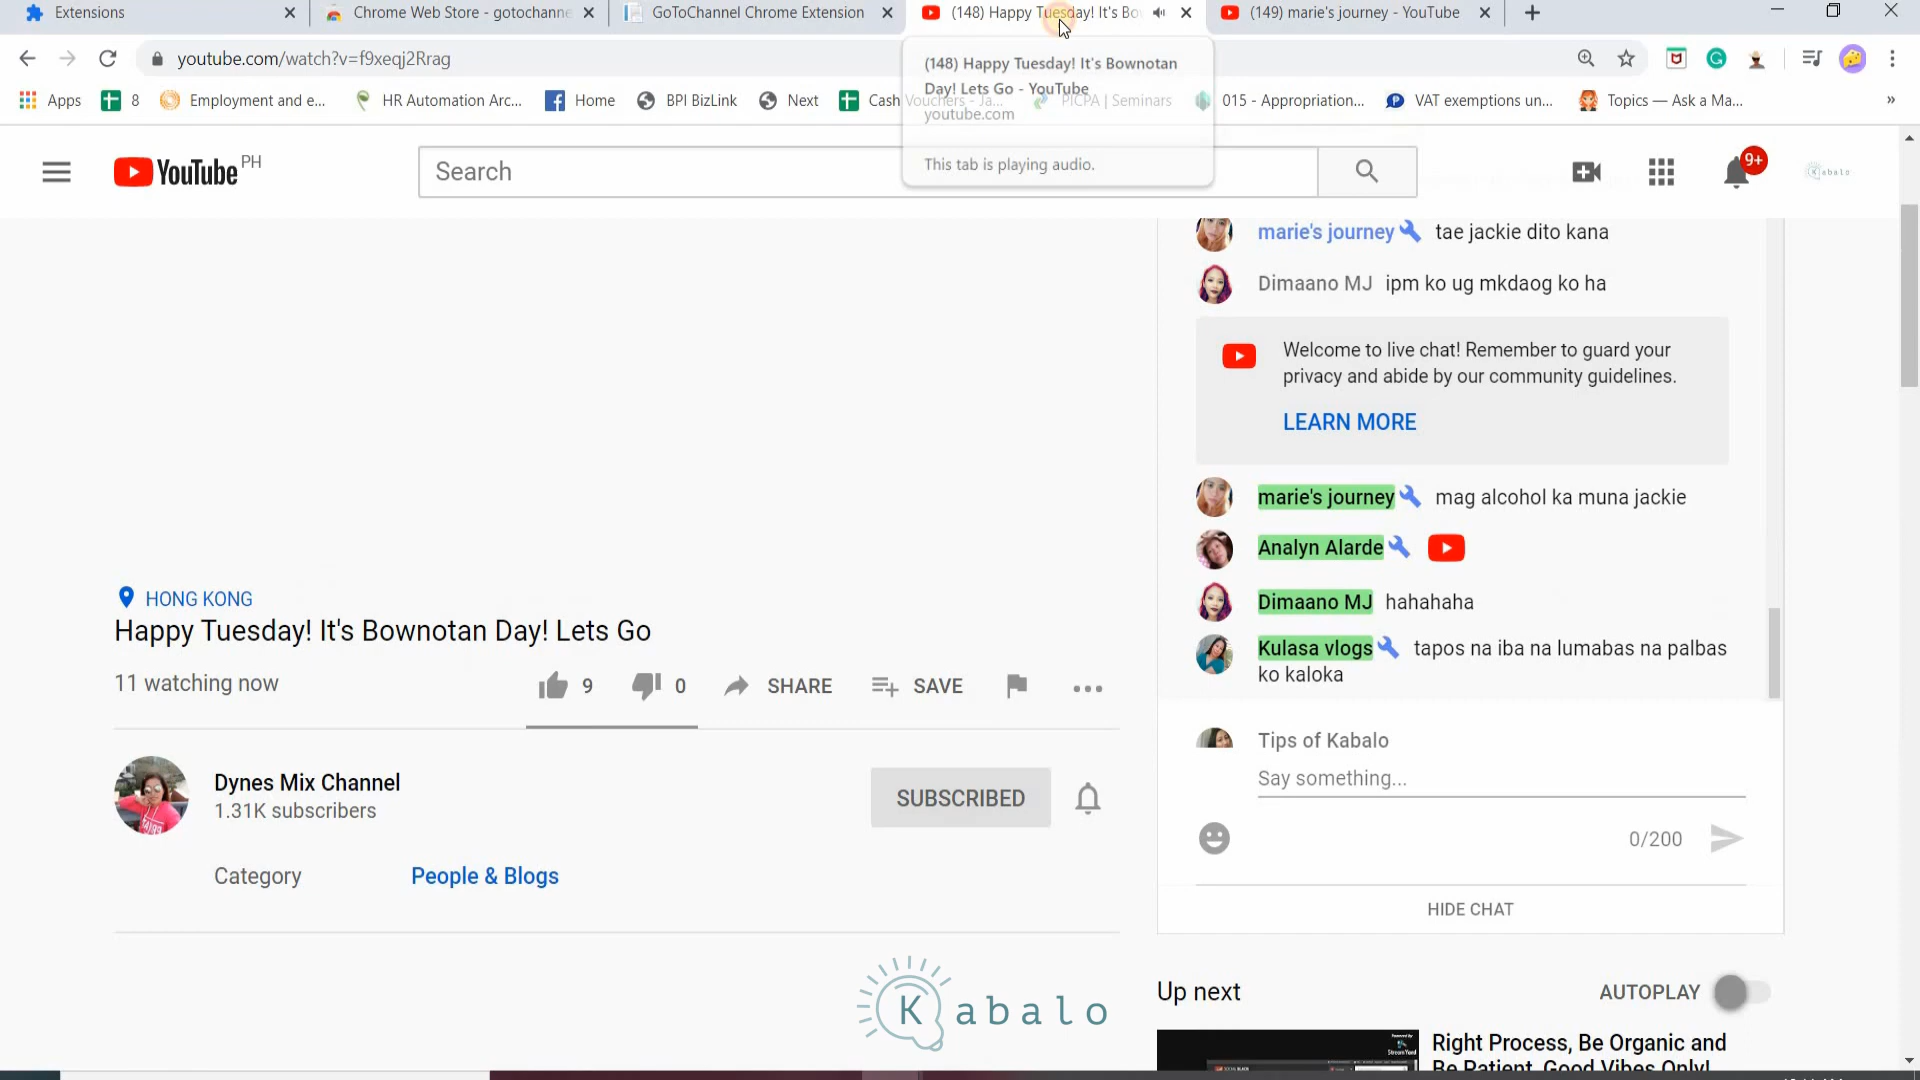 Extensions
Chrome Web Store - gotochanne
GoToChannel Chrome Extension
(148) Happy Tuesday! It's Bo
(149) marie's journey - YouTube
youtube.com/watch?v=f9xeqj2Rrag
(148) Happy Tuesday! It's Bownotan
Day! Lets Go - YouTube
youtube.com
This tab is playing audio.
Apps
8
Employment and e...
HR Automation Arc...
Home
BPI BizLink
Next
Cash Vouchers - Ja...
PICPA | Seminars
015 - Appropriation...
VAT exemptions un...
Topics — Ask a Ma...
»
YouTube PH
Search
9+
Kabalo
marie's journey tae jackie dito kana
Dimaano MJ ipm ko ug mkdaog ko ha
Welcome to live chat! Remember to guard your
privacy and abide by our community guidelines.
LEARN MORE
marie's journey mag alcohol ka muna jackie
Analyn Alarde
Dimaano MJ hahahaha
Kulasa vlogs tapos na iba na lumabas na palbas
ko kaloka
Tips of Kabalo
Say something...
0/200
HIDE CHAT
HONG KONG
Happy Tuesday! It's Bownotan Day! Lets Go
11 watching now
9
0
SHARE
SAVE
Dynes Mix Channel
1.31K subscribers
SUBSCRIBED
Category People & Blogs
Kabalo
Up next
AUTOPLAY
Right Process, Be Organic and
Be Patient, Good Vibes Only!